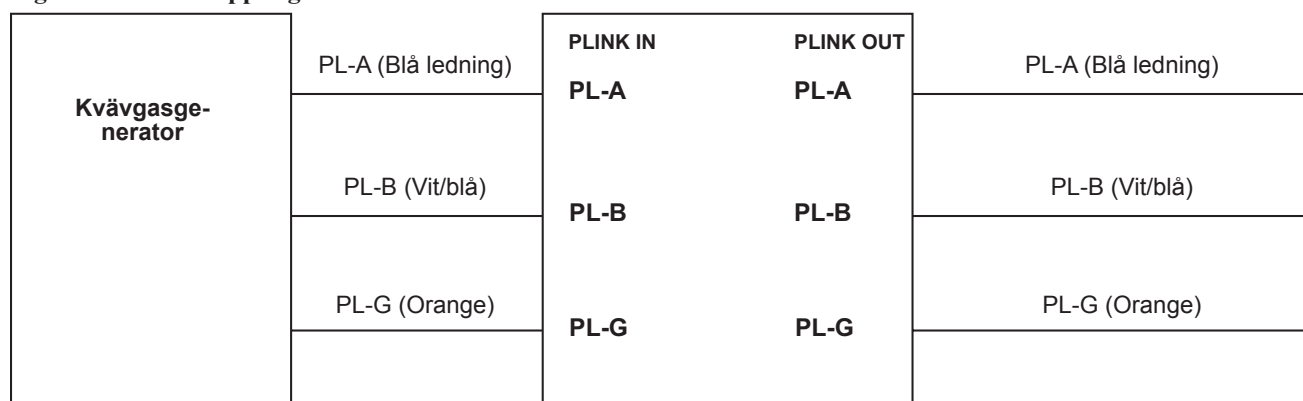 Kvävgasge-
nerator
PL-A (Blå ledning)
PL-B (Vit/blå)
PL-G (Orange)
PLINK IN
PLINK OUT
PL-A
PL-A
PL-B
PL-B
PL-G
PL-G
PL-A (Blå ledning)
PL-B (Vit/blå)
PL-G (Orange)